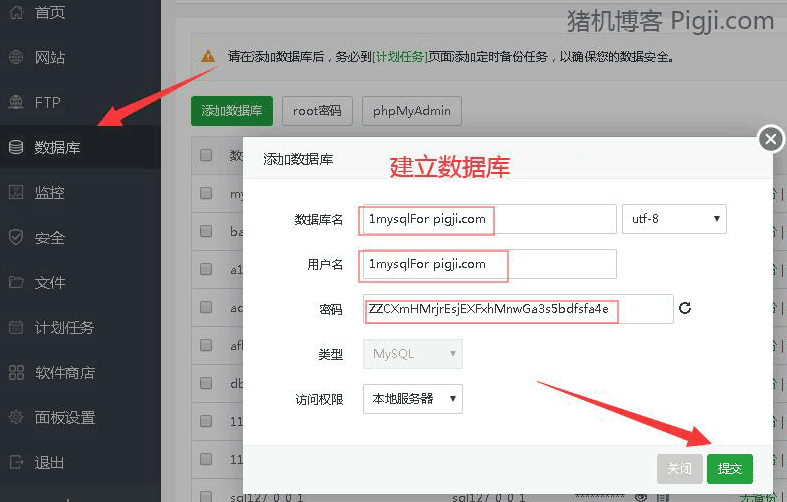 首页
猪机博客 Pigji.com
网站
请在添加数据库后，务必到[计划任务]页面添加定时备份任务，以确保您的数据安全。
FTP
添加数据库 root密码 phpMyAdmin
数据库
添加数据库
建立数据库
监控
数据库名 1mysqlFor pigji.com utf-8
安全
用户名 1mysqlFor pigji.com
文件
密码 ZZCXmHMrjrEsjEXFxhMnwGa3s5bdfsfa4e
计划任务
类型 MySQL
软件商店
访问权限 本地服务器
面板设置
退出
关闭 提交
sql127_0_0_1 sql127_0_0_1 **********